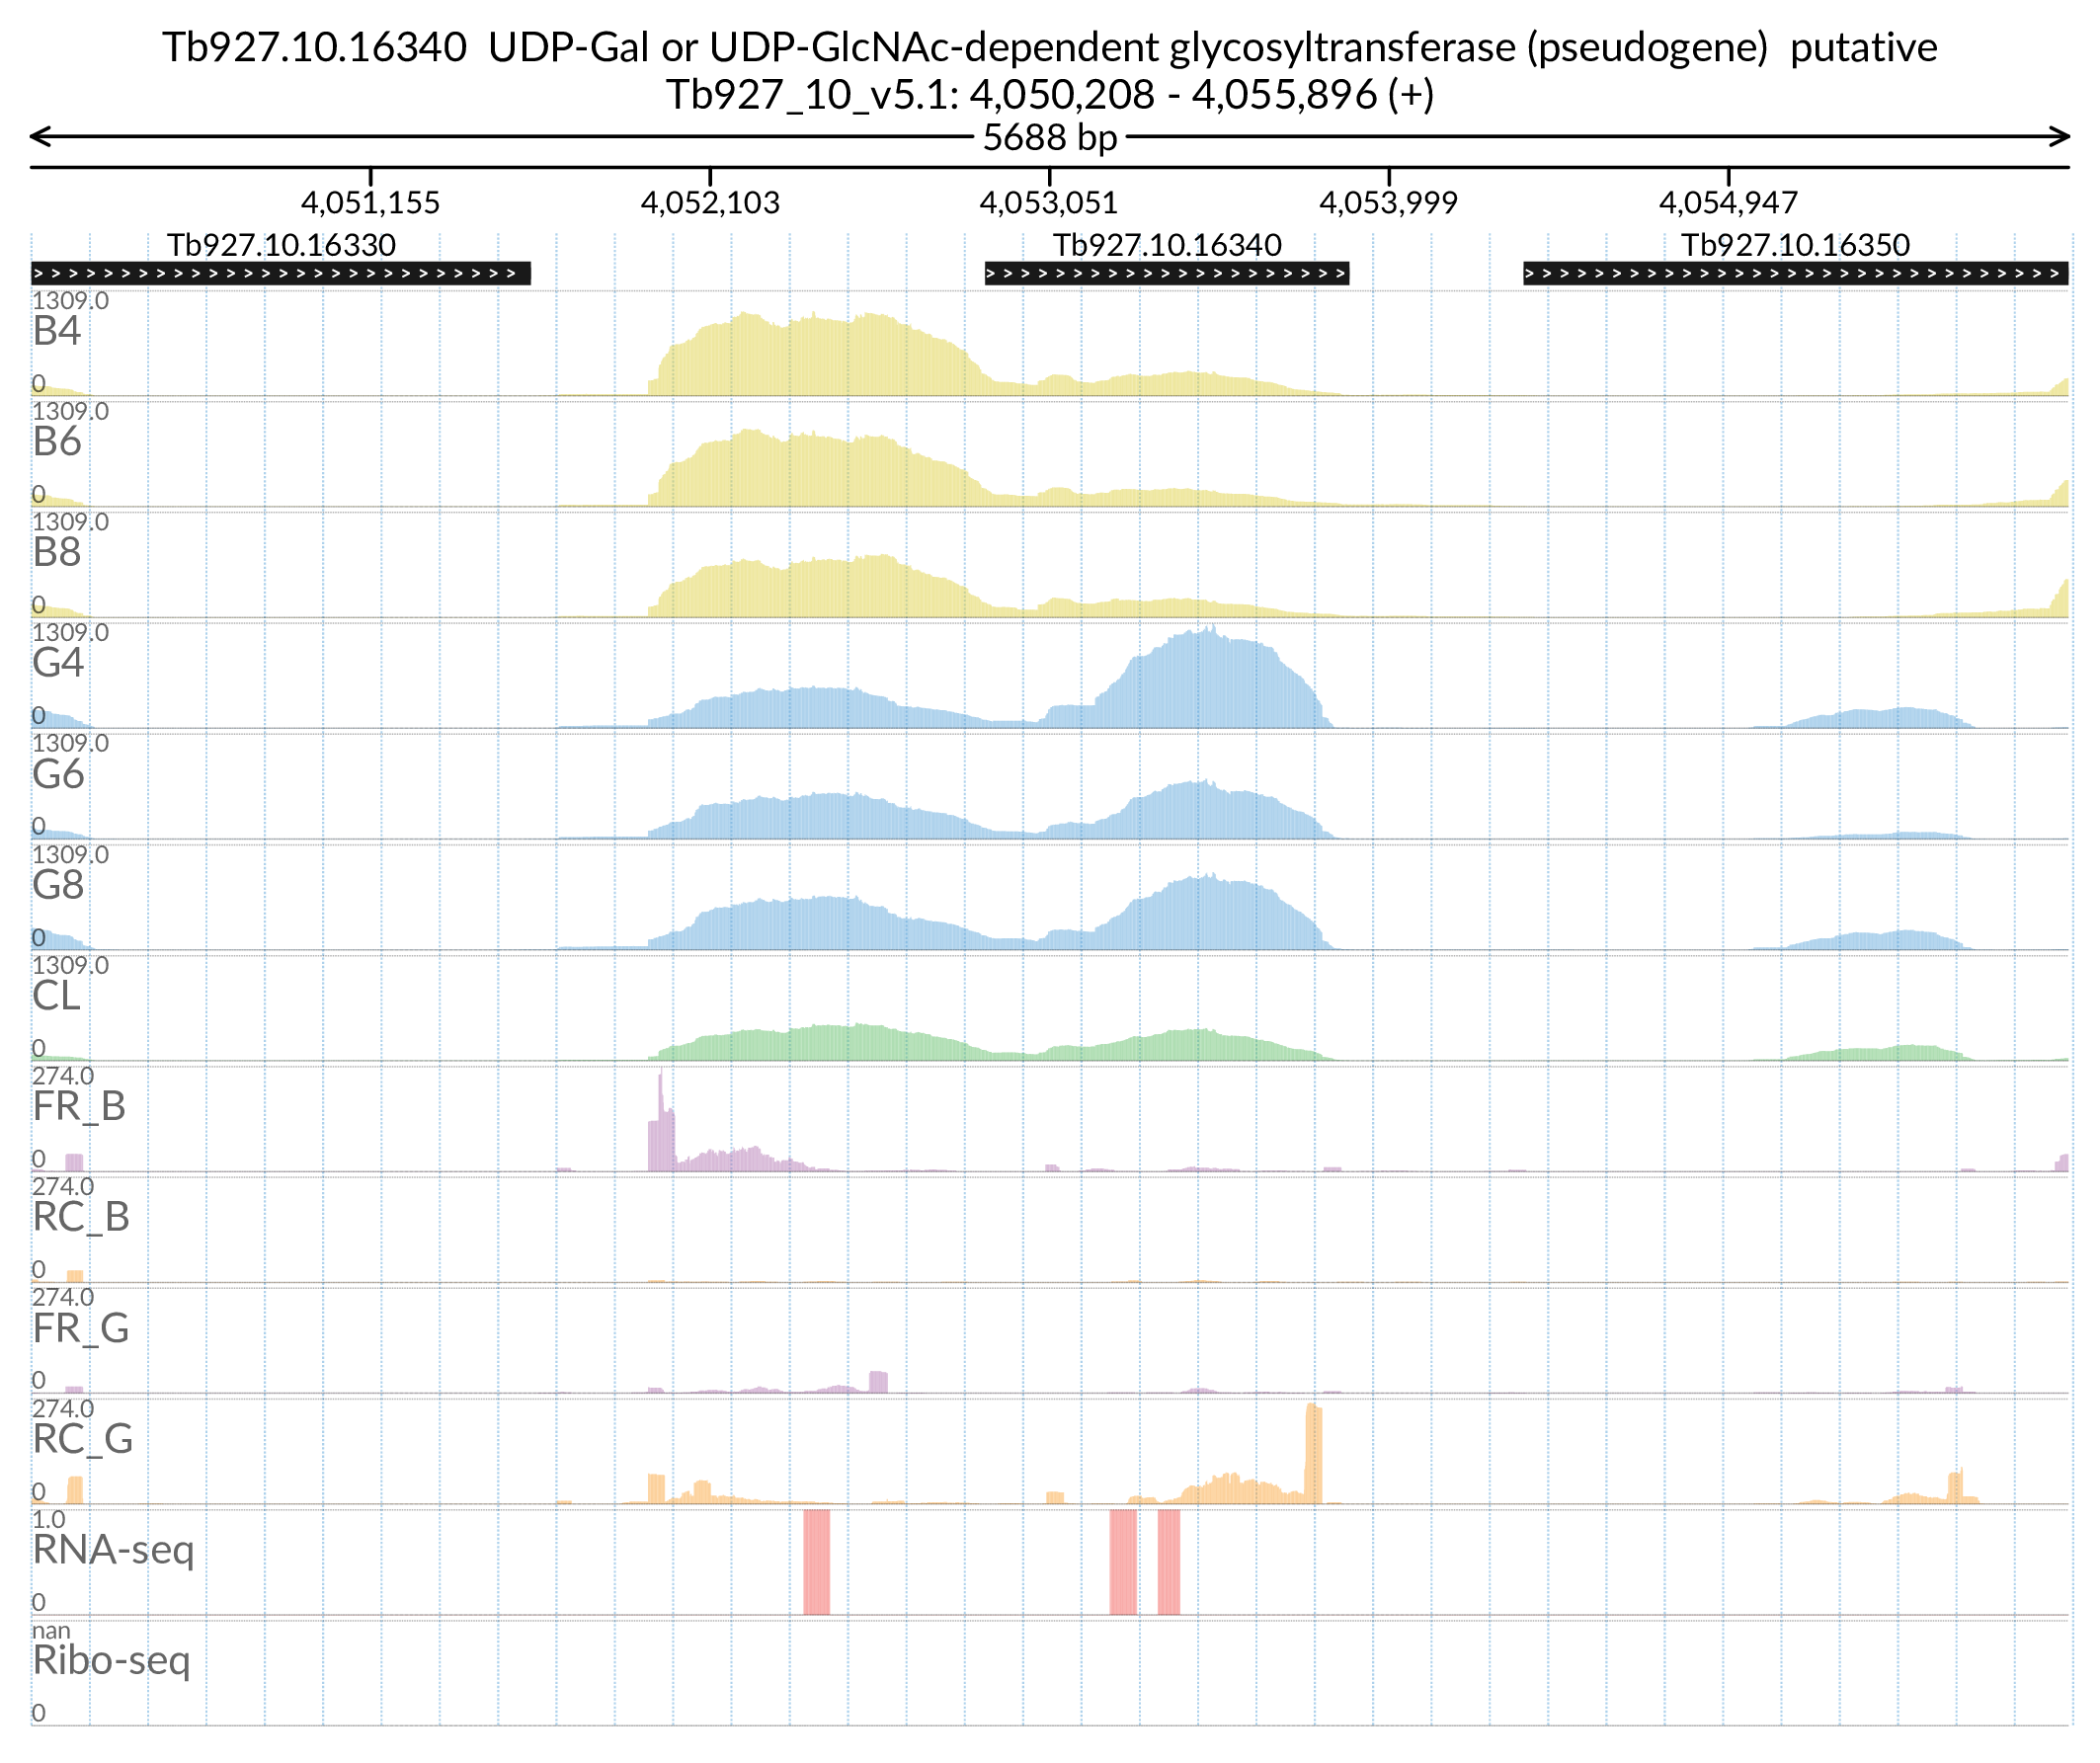 Tb927.10.16340  UDP-Gal or UDP-GlcNAc-dependent glycosyltransferase (pseudogene)  putative
Tb927_10_v5.1: 4,050,208 - 4,055,896 (+)
5688 bp
4,051,155 4,052,103 4,053,051 4,053,999 4,054,947
Tb927.10.16330 Tb927.10.16340 Tb927.10.16350
1309.0
B4
0
1309.0
B6
0
1309.0
B8
0
1309.0
G4
0
1309.0
G6
0
1309.0
G8
0
1309.0
CL
0
274.0
FR_B
0
274.0
RC_B
0
274.0
FR_G
0
274.0
RC_G
0
1.0
RNA-seq
0
nan
Ribo-seq
0